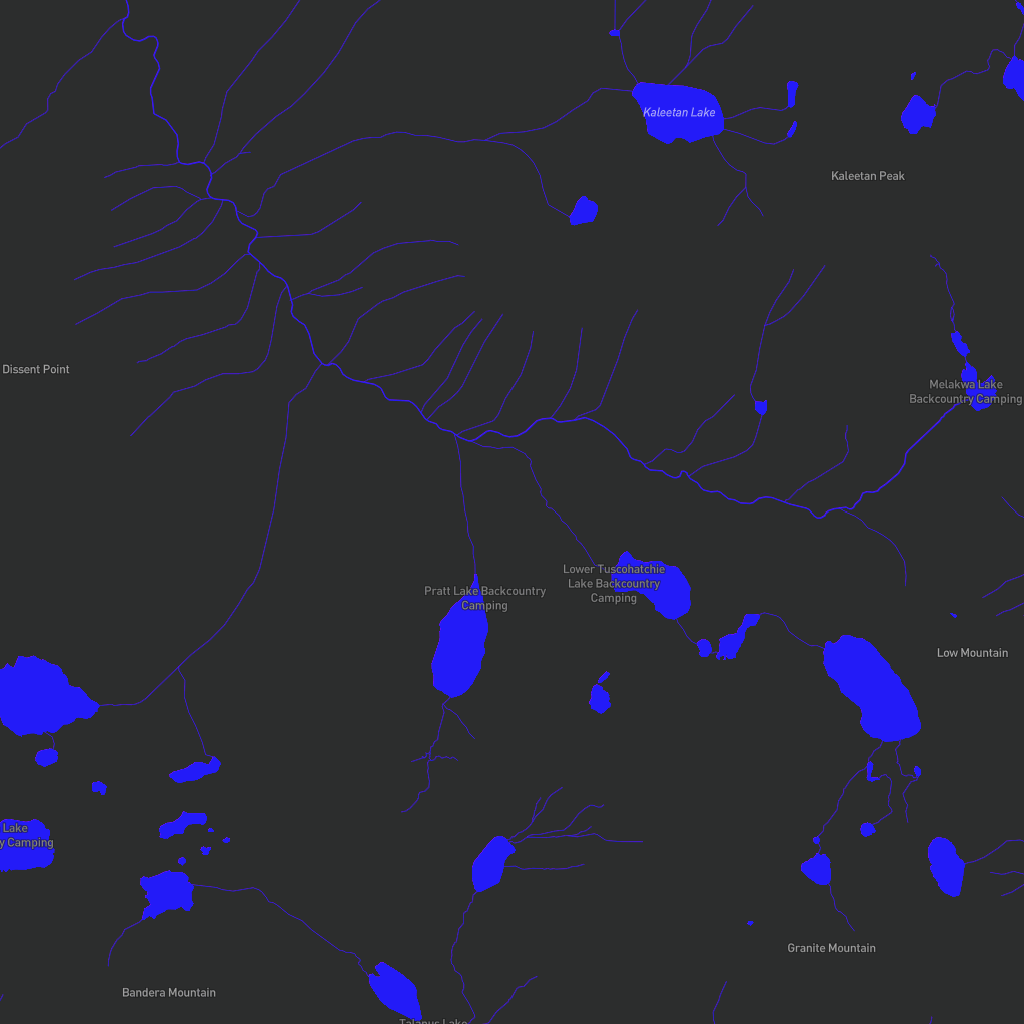 Kaleetan Lake
Kaleetan Peak
Dissent Point
Melakwa Lake
Backcountry Camping
Lower Tuscohatchie
Lake Backcountry
Camping
Pratt Lake Backcountry
Camping
Low Mountain
Lake
y Camping
Granite Mountain
Bandera Mountain
Talapus Lake